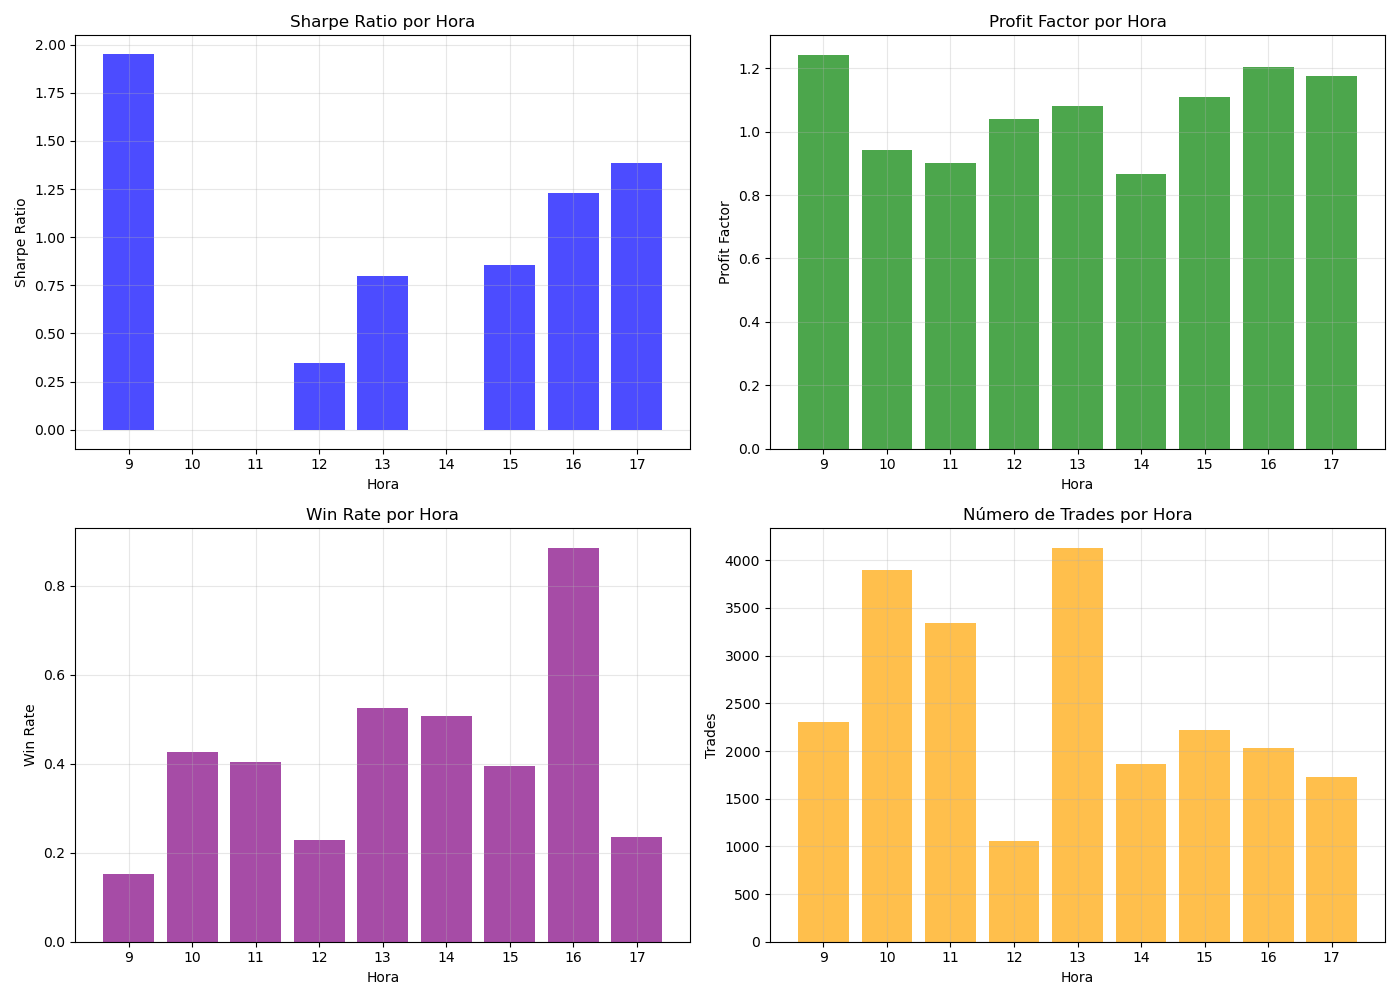 Sharpe Ratio por Hora
Sharpe Ratio
2.00
1.75
1.50
1.25
1.00
0.75
0.50
0.25
0.00
9 10 11 12 13 14 15 16 17
Hora
Profit Factor por Hora
Profit Factor
1.2
1.0
0.8
0.6
0.4
0.2
0.0
9 10 11 12 13 14 15 16 17
Hora
Win Rate por Hora
Win Rate
0.8
0.6
0.4
0.2
0.0
9 10 11 12 13 14 15 16 17
Hora
Número de Trades por Hora
Trades
4000
3500
3000
2500
2000
1500
1000
500
0
9 10 11 12 13 14 15 16 17
Hora